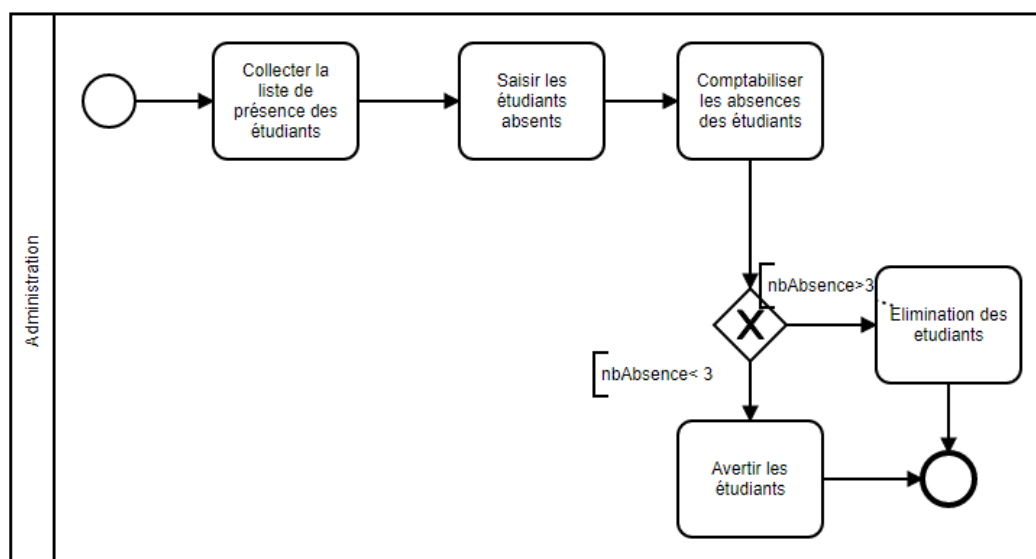 Administration
Collecter la
liste de
présence des
étudiants
Saisir les
étudiants
absents
Comptabiliser
les absences
des étudiants
X
nbAbsence>3
Elimination des
etudiants
nbAbsence< 3
Avertir les
étudiants